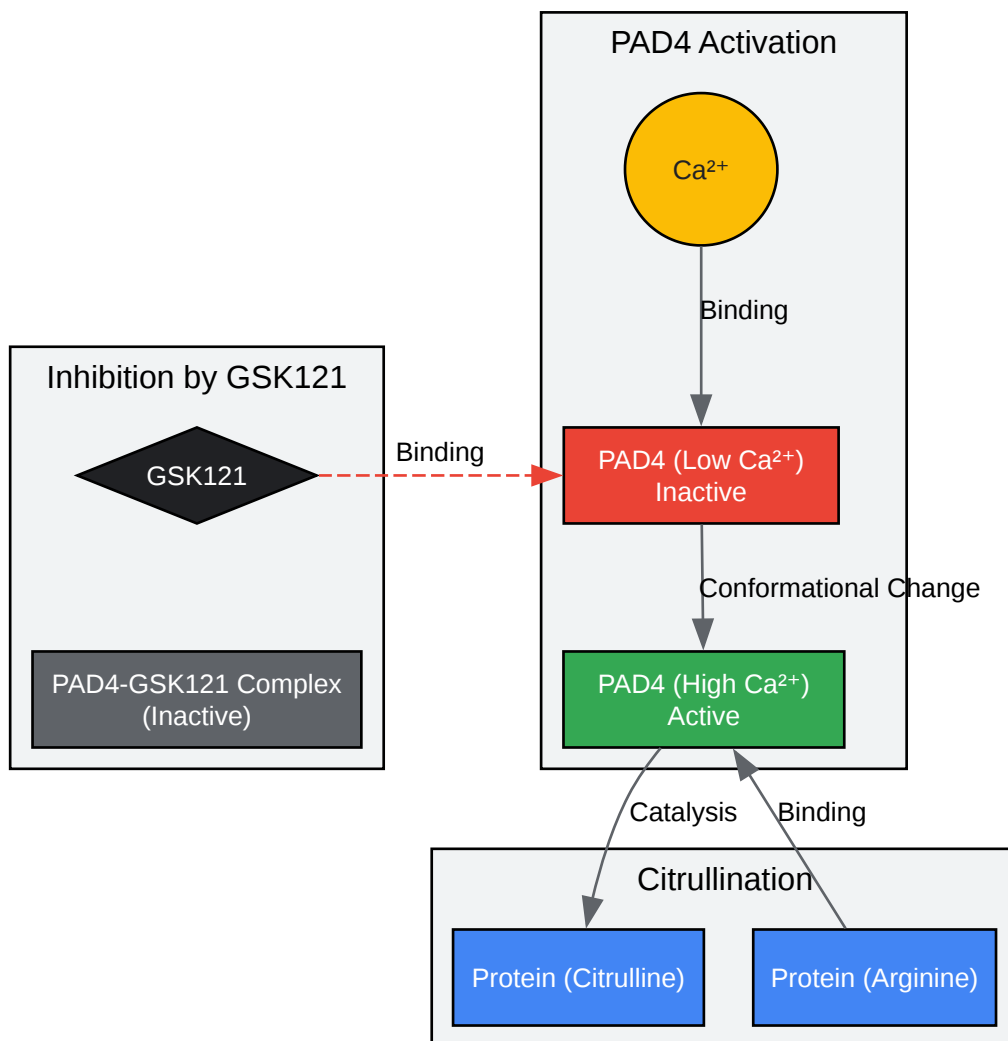 PAD4 Activation
Ca²⁺
Binding
Inhibition by GSK121
GSK121
Binding
PAD4 (Low Ca²⁺)
Inactive
Conformational Change
PAD4-GSK121 Complex
(Inactive)
PAD4 (High Ca²⁺)
Active
Catalysis
Binding
Citrullination
Protein (Citrulline)
Protein (Arginine)